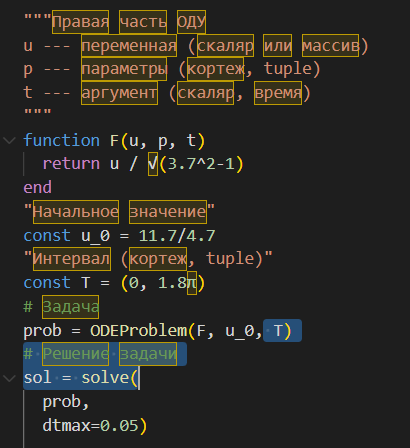 """Правая часть ОДУ
u --- переменная (скаляр или массив)
p --- параметры (кортеж, tuple)
t --- аргумент (скаляр, время)
"""
function F(u, p, t)
  return u / √(3.7^2-1)
end
"Начальное значение"
const u_0 = 11.7/4.7
"Интервал (кортеж, tuple)"
const T = (0, 1.8π)
# Задача
prob = ODEProblem(F, u_0, T)
# Решение задачи
sol = solve(
  prob,
  dtmax=0.05)